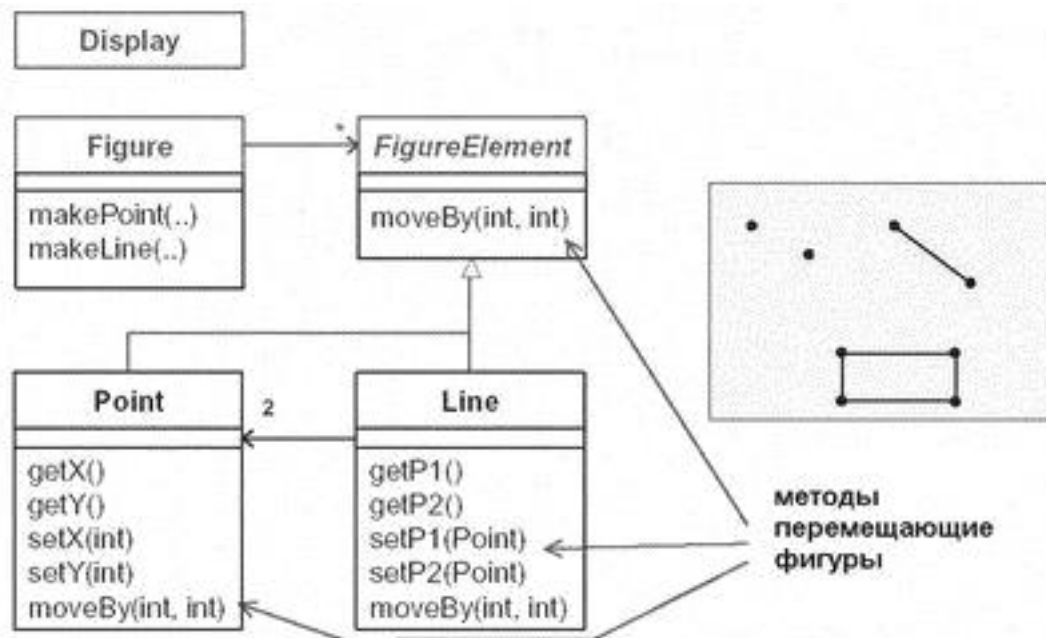 Display
Figure
makePoint(..)
makeLine(..)
*
FigureElement
moveBy(int, int)
Point
getX()
getY()
setX(int)
setY(int)
moveBy(int, int)
2
Line
getP1()
getP2()
setP1(Point)
setP2(Point)
moveBy(int, int)
методы
перемещающие
фигуры